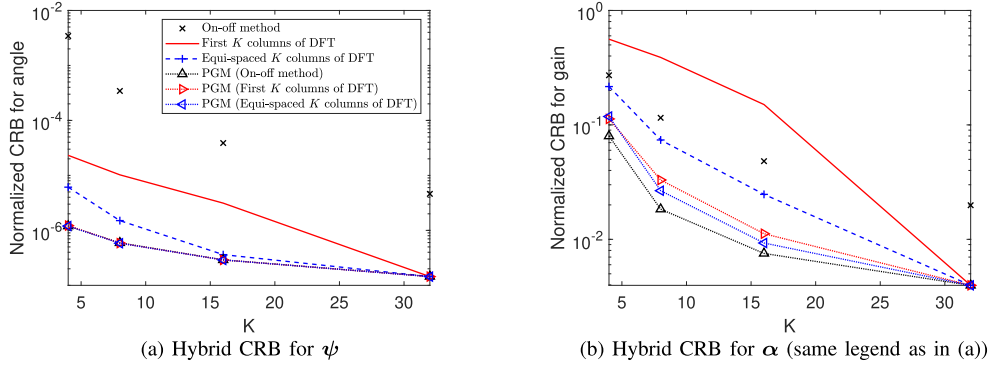 Normalized CRB for angle
10^-2
10^-4
10^-6
5 10 15 20 25 30
K
On-off method
First K columns of DFT
Equi-spaced K columns of DFT
PGM (On-off method)
PGM (First K columns of DFT)
PGM (Equi-spaced K columns of DFT)
(a) Hybrid CRB for ψ
Normalized CRB for gain
10^0
10^-1
10^-2
5 10 15 20 25 30
K
(b) Hybrid CRB for α (same legend as in (a))